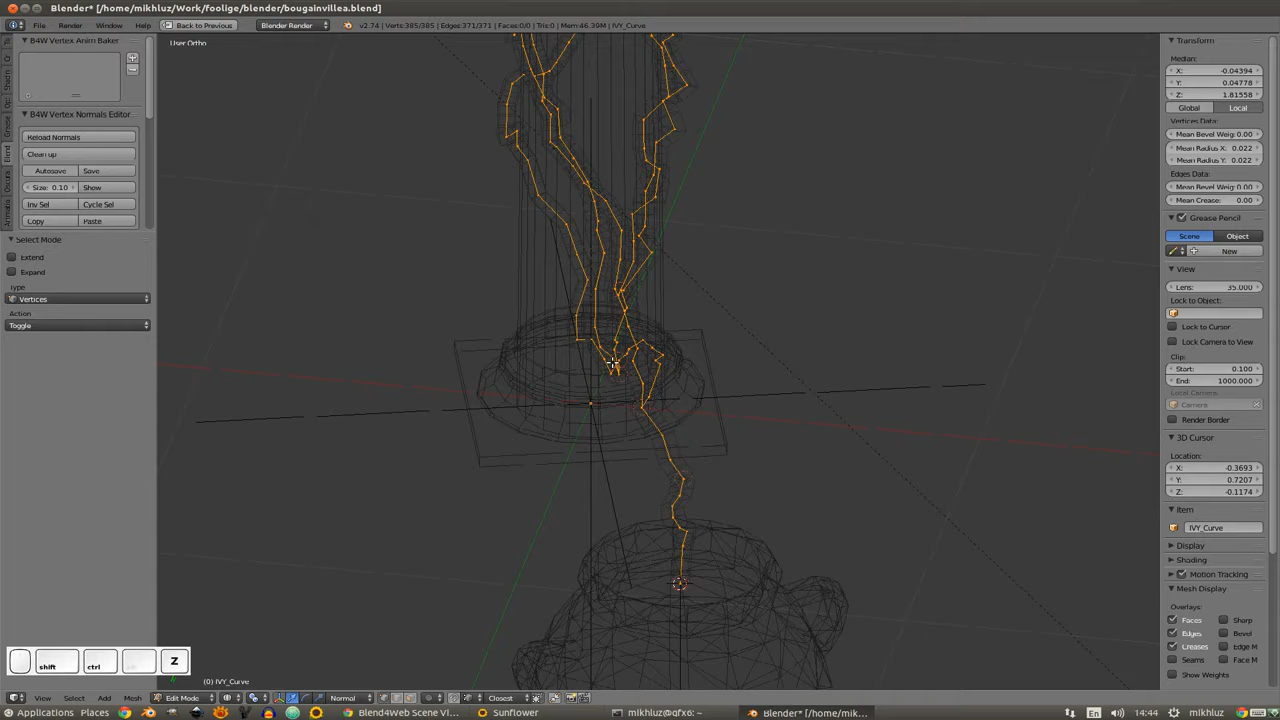 Blender* [/home/mikhluz/Work/foolige/blender/bougainvillea.blend]
File Render Window Help Back to Previous Blender Render v2.74 | Verts:385/385 | Edges:371/371 | Faces:0/0 | Tris:0 | Mem:46.39M | IVY_Curve
B4W Vertex Anim Baker
B4W Vertex Normals Editor
Reload Normals
Clean up
Autosave Save
Size: 0.10 Show
Inv Sel Cycle Sel
Copy Paste
Select Mode
Extend
Expand
Type
Vertices
Action
Toggle
User Ortho
Transform
Median:
X: -0.04394
Y: 0.04778
Z: 1.81558
Global Local
Vertices Data:
Mean Bevel Weig: 0.00
Mean Radius X: 0.022
Mean Radius Y: 0.022
Edges Data:
Mean Bevel Weig: 0.00
Mean Crease: 0.00
Grease Pencil
Scene Object
New
View
Lens: 35.000
Lock to Object:
Lock to Cursor
Lock Camera to View
Clip:
Start: 0.100
End: 1000.000
Local Camera:
Camera
Render Border
3D Cursor
Location:
X: -0.3693
Y: 0.7207
Z: -0.1174
Item
IVY_Curve
Display
Shading
Motion Tracking
Mesh Display
Overlays:
Faces Sharp
Edges Bevel
Creases Edge M
Seams Face M
Show Weights
shift ctrl Z
(0) IVY_Curve
View Select Add Mesh Edit Mode Normal Closest
Applications Places Blend4Web Scene Vi... Sunflower mikhluz@qfx6: ~ Blender* [/home/mik... 14:44 mikhluz